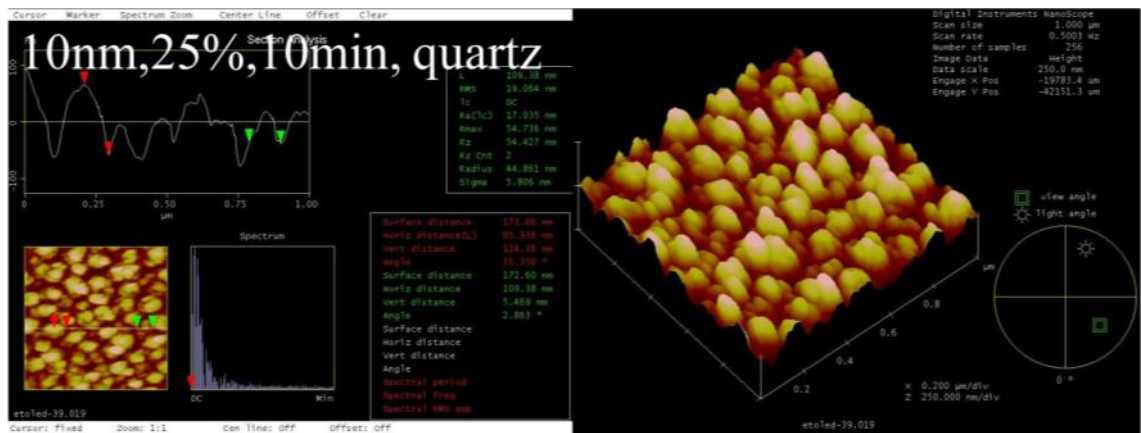 Cursor Marker Spectrum Zoom Center Line Offset Clear
Section Analysis
10nm,25%,10min, quartz
100
0
-100
0 0.25 0.50 0.75 1.00
µm
L 109.38 nm
RMS 19.064 nm
lc DC
Ra(lc) 17.035 nm
Rmax 54.736 nm
Rz 54.427 nm
Rz Cnt 2
Radius 44.861 nm
Sigma 5.806 nm
Spectrum
DC Min
Surface distance
Horiz distance(L) 85.938 nm
Vert distance 124.38 nm
Angle
Surface distance 172.60 nm
Horiz distance 109.38 nm
Vert distance 5.469 nm
Angle 2.863 °
Surface distance
Horiz distance
Vert distance
Angle
Spectral period
Spectral freq
Spectral RMS amp
etoled-39.019
Cursor: fixed Zoom: 1:1 Cen line: Off Offset: Off
Digital Instruments NanoScope
Scan size 1.000 µm
Scan rate 0.5003 Hz
Number of samples 256
Image Data Height
Data scale 250.0 nm
Engage X Pos -19783.4 um
Engage Y Pos -42151.3 um
view angle
light angle
µm
0.8
0.6
0.4
0.2
0 °
X 0.200 µm/div
Z 250.000 nm/div
etoled-39.019